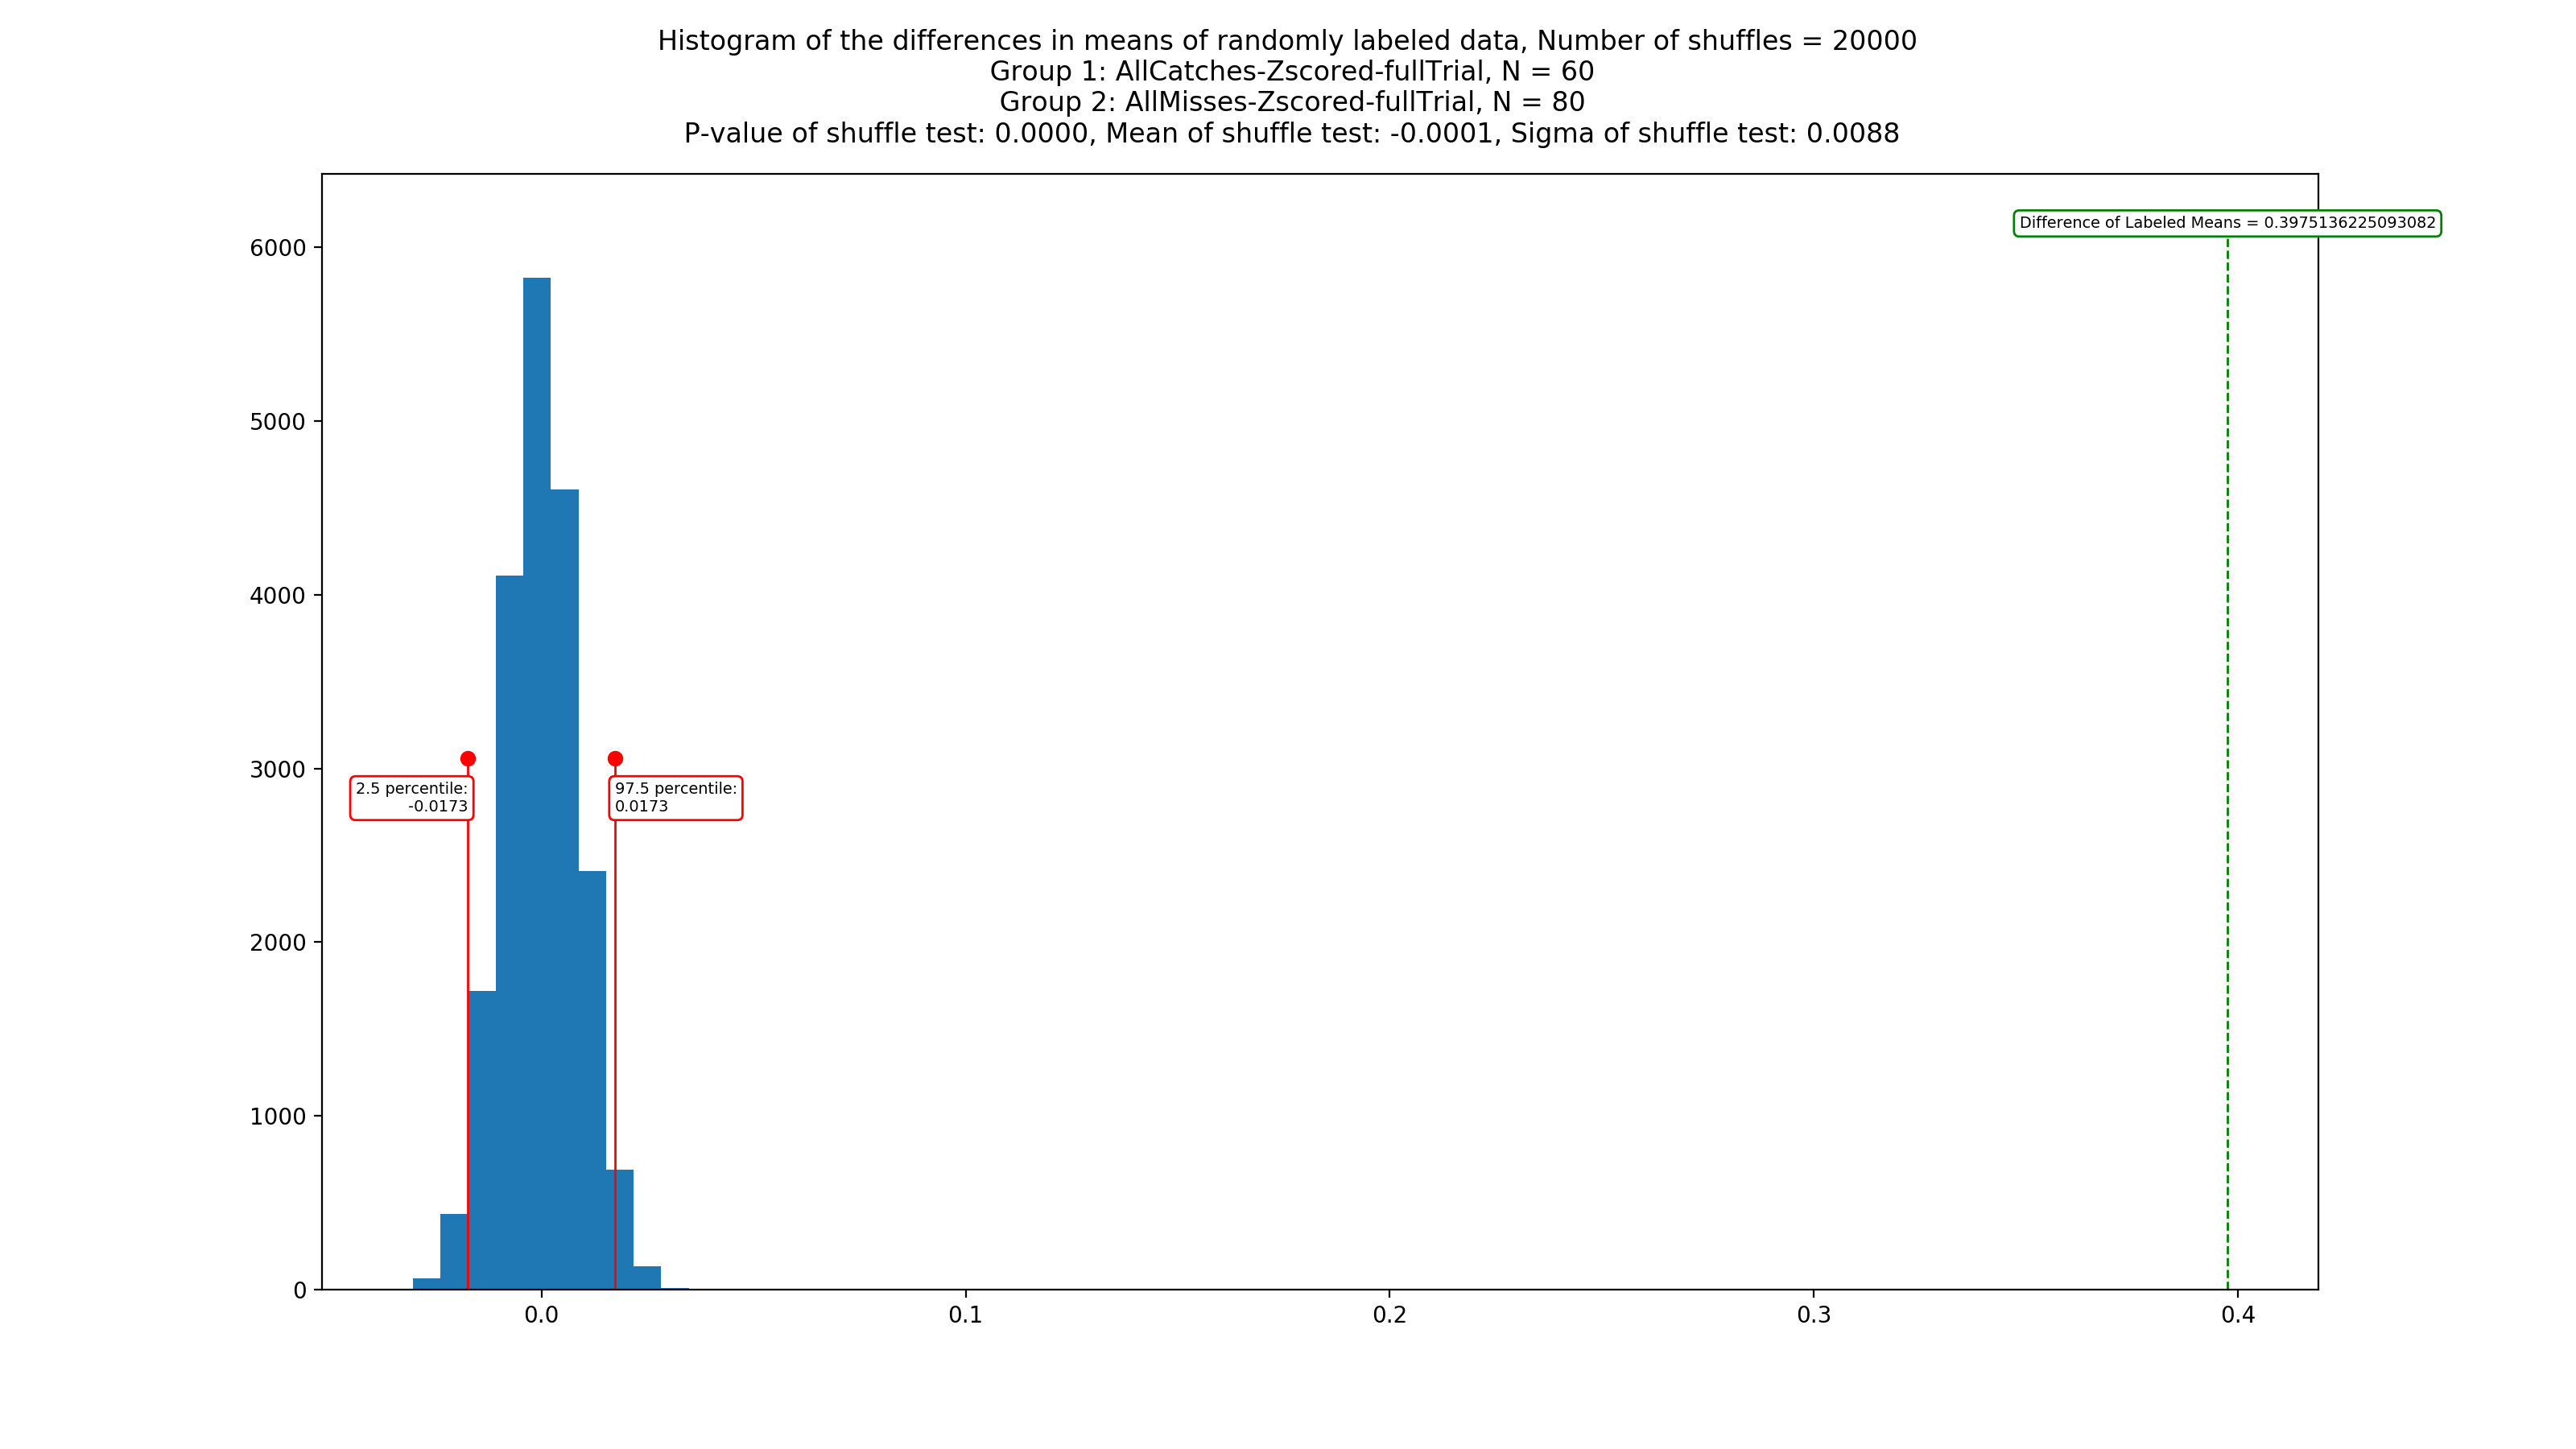 Histogram of the differences in means of randomly labeled data, Number of shuffles = 20000
Group 1: AllCatches-Zscored-fullTrial, N = 60
Group 2: AllMisses-Zscored-fullTrial, N = 80
P-value of shuffle test: 0.0000, Mean of shuffle test: -0.0001, Sigma of shuffle test: 0.0088
Difference of Labeled Means = 0.3975136225093082
6000
5000
4000
3000
2.5 percentile:
-0.0173
97.5 percentile:
0.0173
2000
1000
0
0.0 0.1 0.2 0.3 0.4